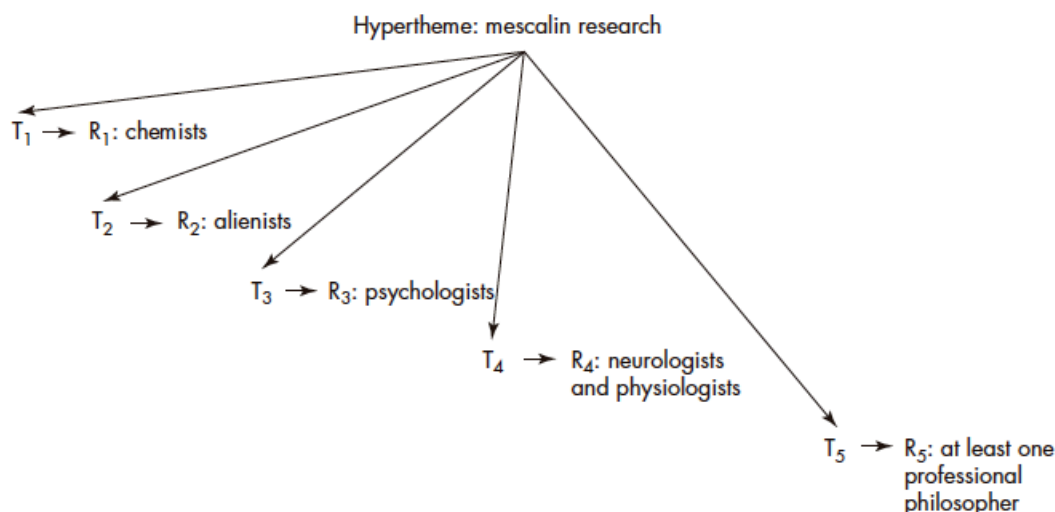 Hypertheme: mescalin research
T₁ → R₁: chemists
T₂ → R₂: alienists
T₃ → R₃: psychologists
T₄ → R₄: neurologists
and physiologists
T₅ → R₅: at least one
professional
philosopher